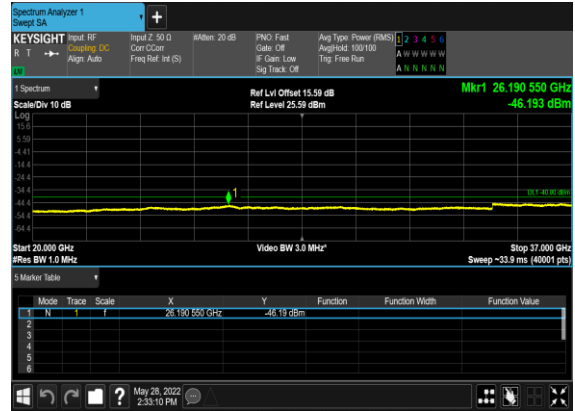 Spectrum Analyzer 1
Swept SA
+
KEYSIGHT Input: RF Input Z: 50 Ω #Atten: 20 dB PNO: Fast Avg Type: Power (RMS) 1 2 3 4 5 6
R T Coupling: DC Corr CCorr Gate: Off Avg|Hold: 100/100 A W W W W W
Align: Auto Freq Ref: Int (S) IF Gain: Low Trig: Free Run
Sig Track: Off A N N N N N
1 Spectrum Ref Lvl Offset 15.59 dB Mkr1 26.190 550 GHz
Scale/Div 10 dB Ref Level 25.59 dBm -46.193 dBm
Log
15.6
5.59
-4.41
-14.4
-24.4
-34.4
1
DL1 -40.00 dBm
-44.4
-54.4
-64.4
Start 20.000 GHz Video BW 3.0 MHz* Stop 37.000 GHz
#Res BW 1.0 MHz Sweep ~33.9 ms (40001 pts)
5 Marker Table
Mode Trace Scale X Y Function Function Width Function Value
1 N 1 f 26.190 550 GHz -46.19 dBm
2
3
4
5
6
? May 28, 2022
2:33:10 PM